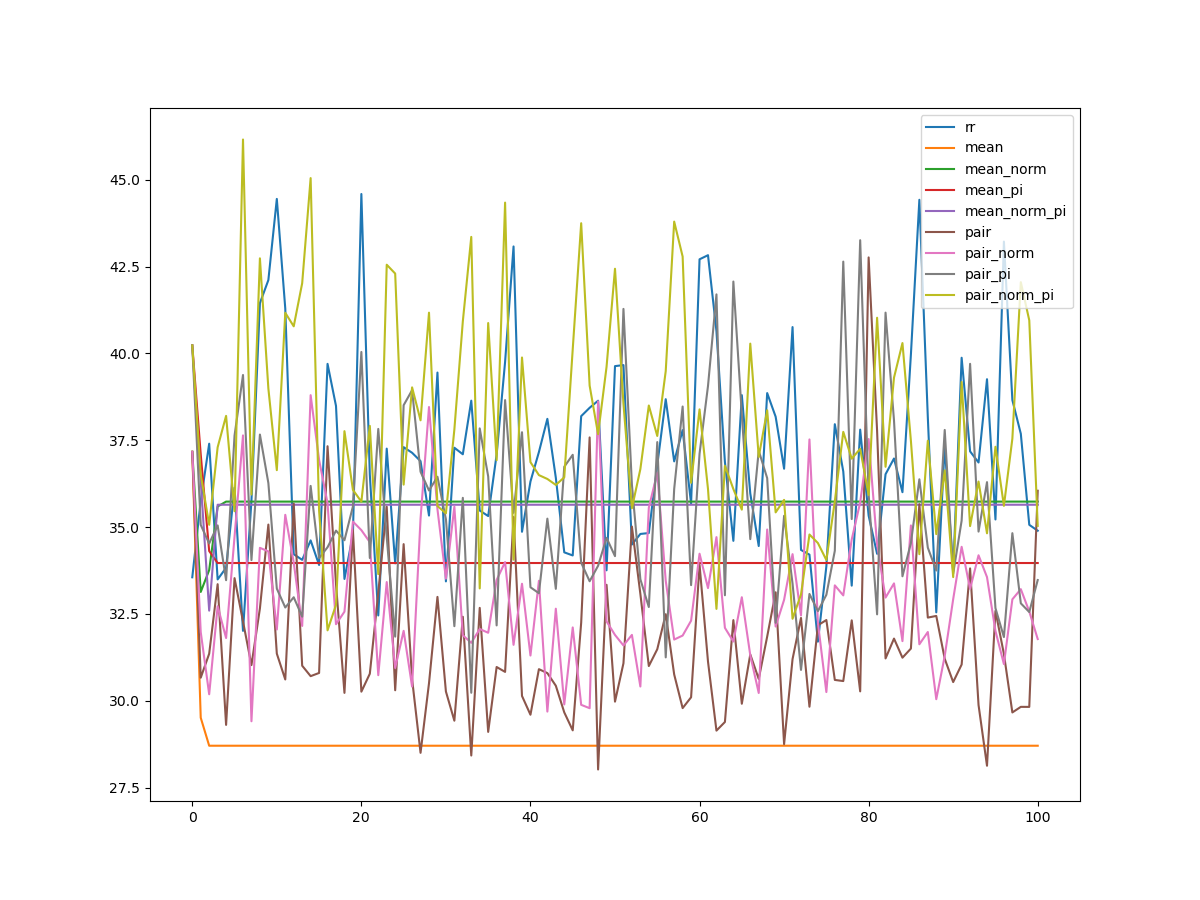 45.0
42.5
40.0
37.5
35.0
32.5
30.0
27.5
0 20 40 60 80 100
rr
mean
mean_norm
mean_pi
mean_norm_pi
pair
pair_norm
pair_pi
pair_norm_pi